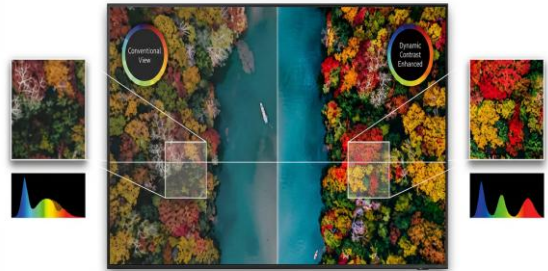 Conventional
View
Dynamic
Contrast
Enhanced